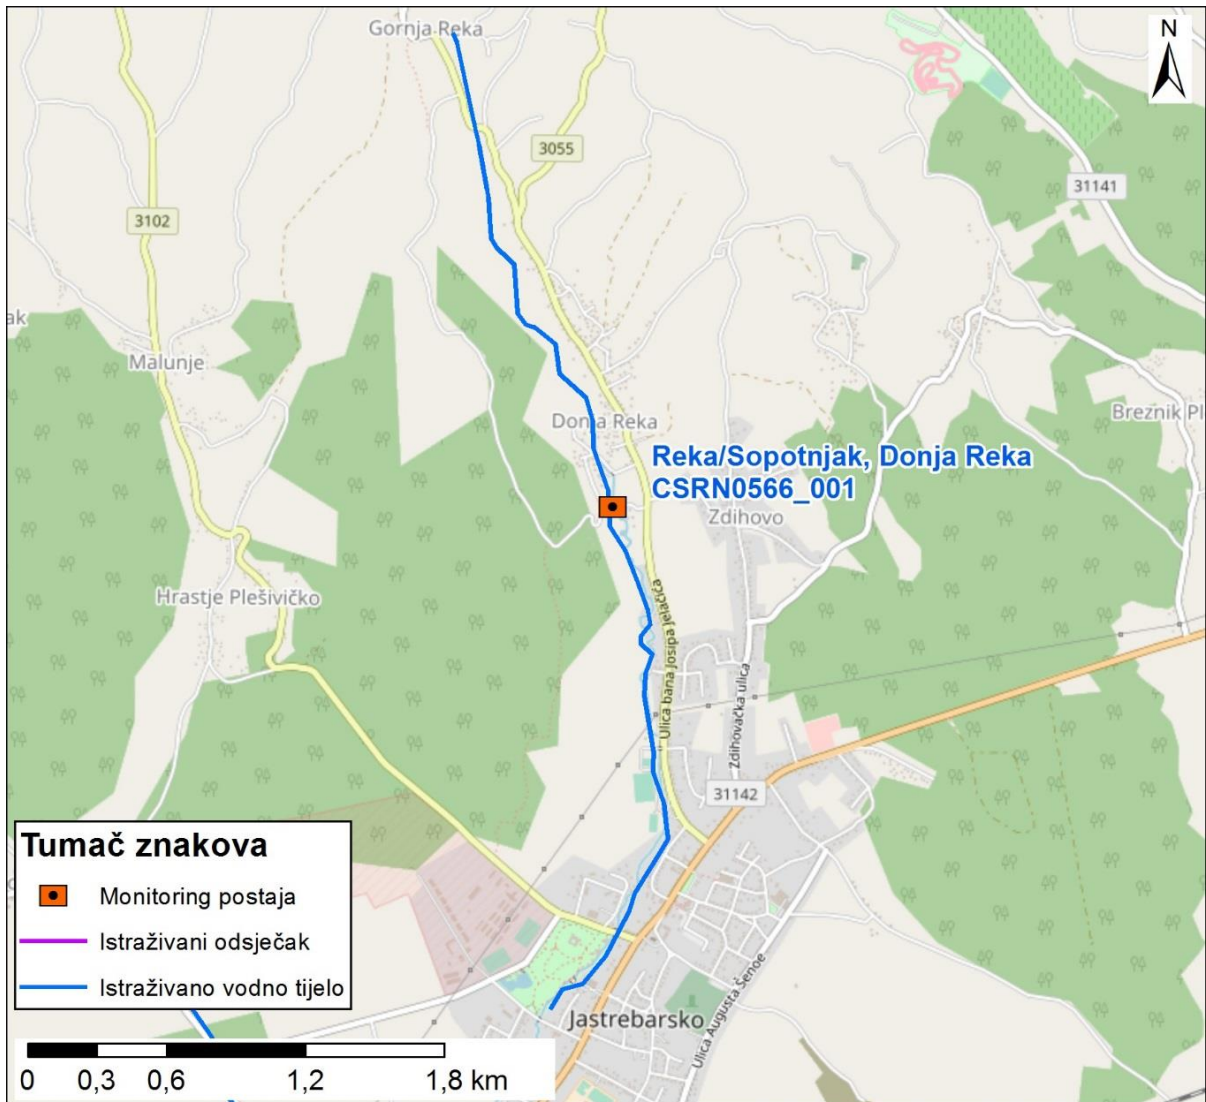 Gornja Reka
N
3055
31141
3102
ak
Malunje
Donja Reka
Breznik Pl
Reka/Sopotnjak, Donja Reka
CSRN0566_001
Zdihovo
Hrastje Plešivičko
Ulica bana Josipa Jelačića
Zdihovačka ulica
31142
Tumač znakova
Monitoring postaja
Istraživani odsječak
Istraživano vodno tijelo
Jastrebarsko
Ulica Augusta Šenoe
0 0,3 0,6 1,2 1,8 km